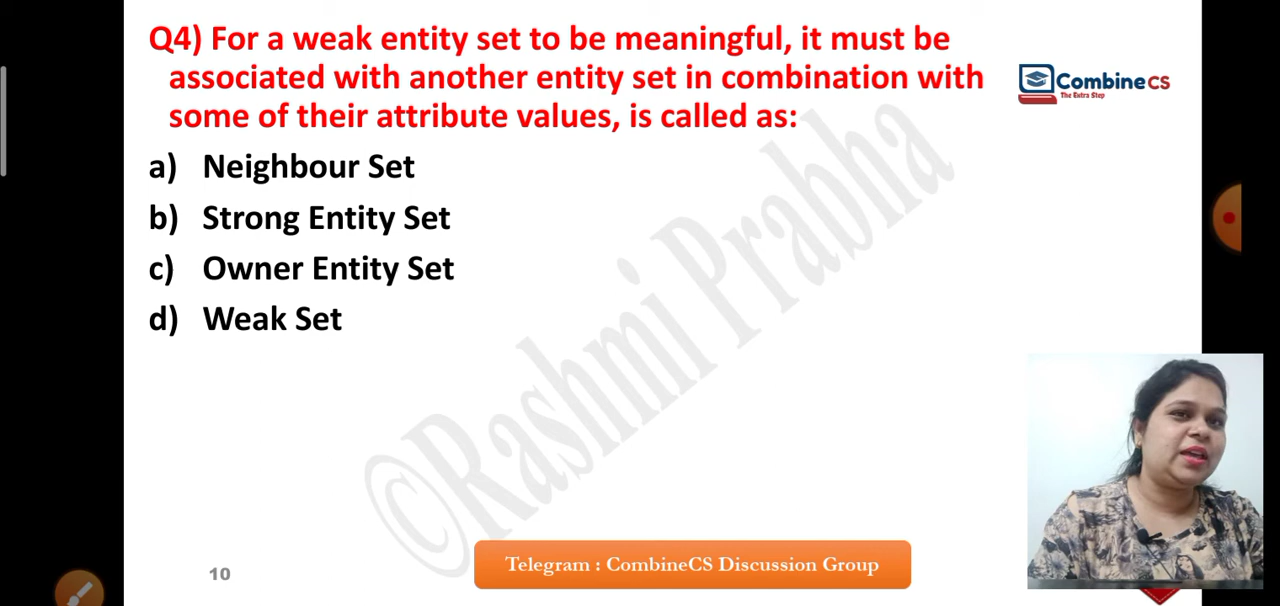 Q4) For a weak entity set to be meaningful, it must be
associated with another entity set in combination with
some of their attribute values, is called as:
Combine CS
The Extra Step
a) Neighbour Set
b) Strong Entity Set
c) Owner Entity Set
d) Weak Set
©Rashmi Prabha
10
Telegram : CombineCS Discussion Group